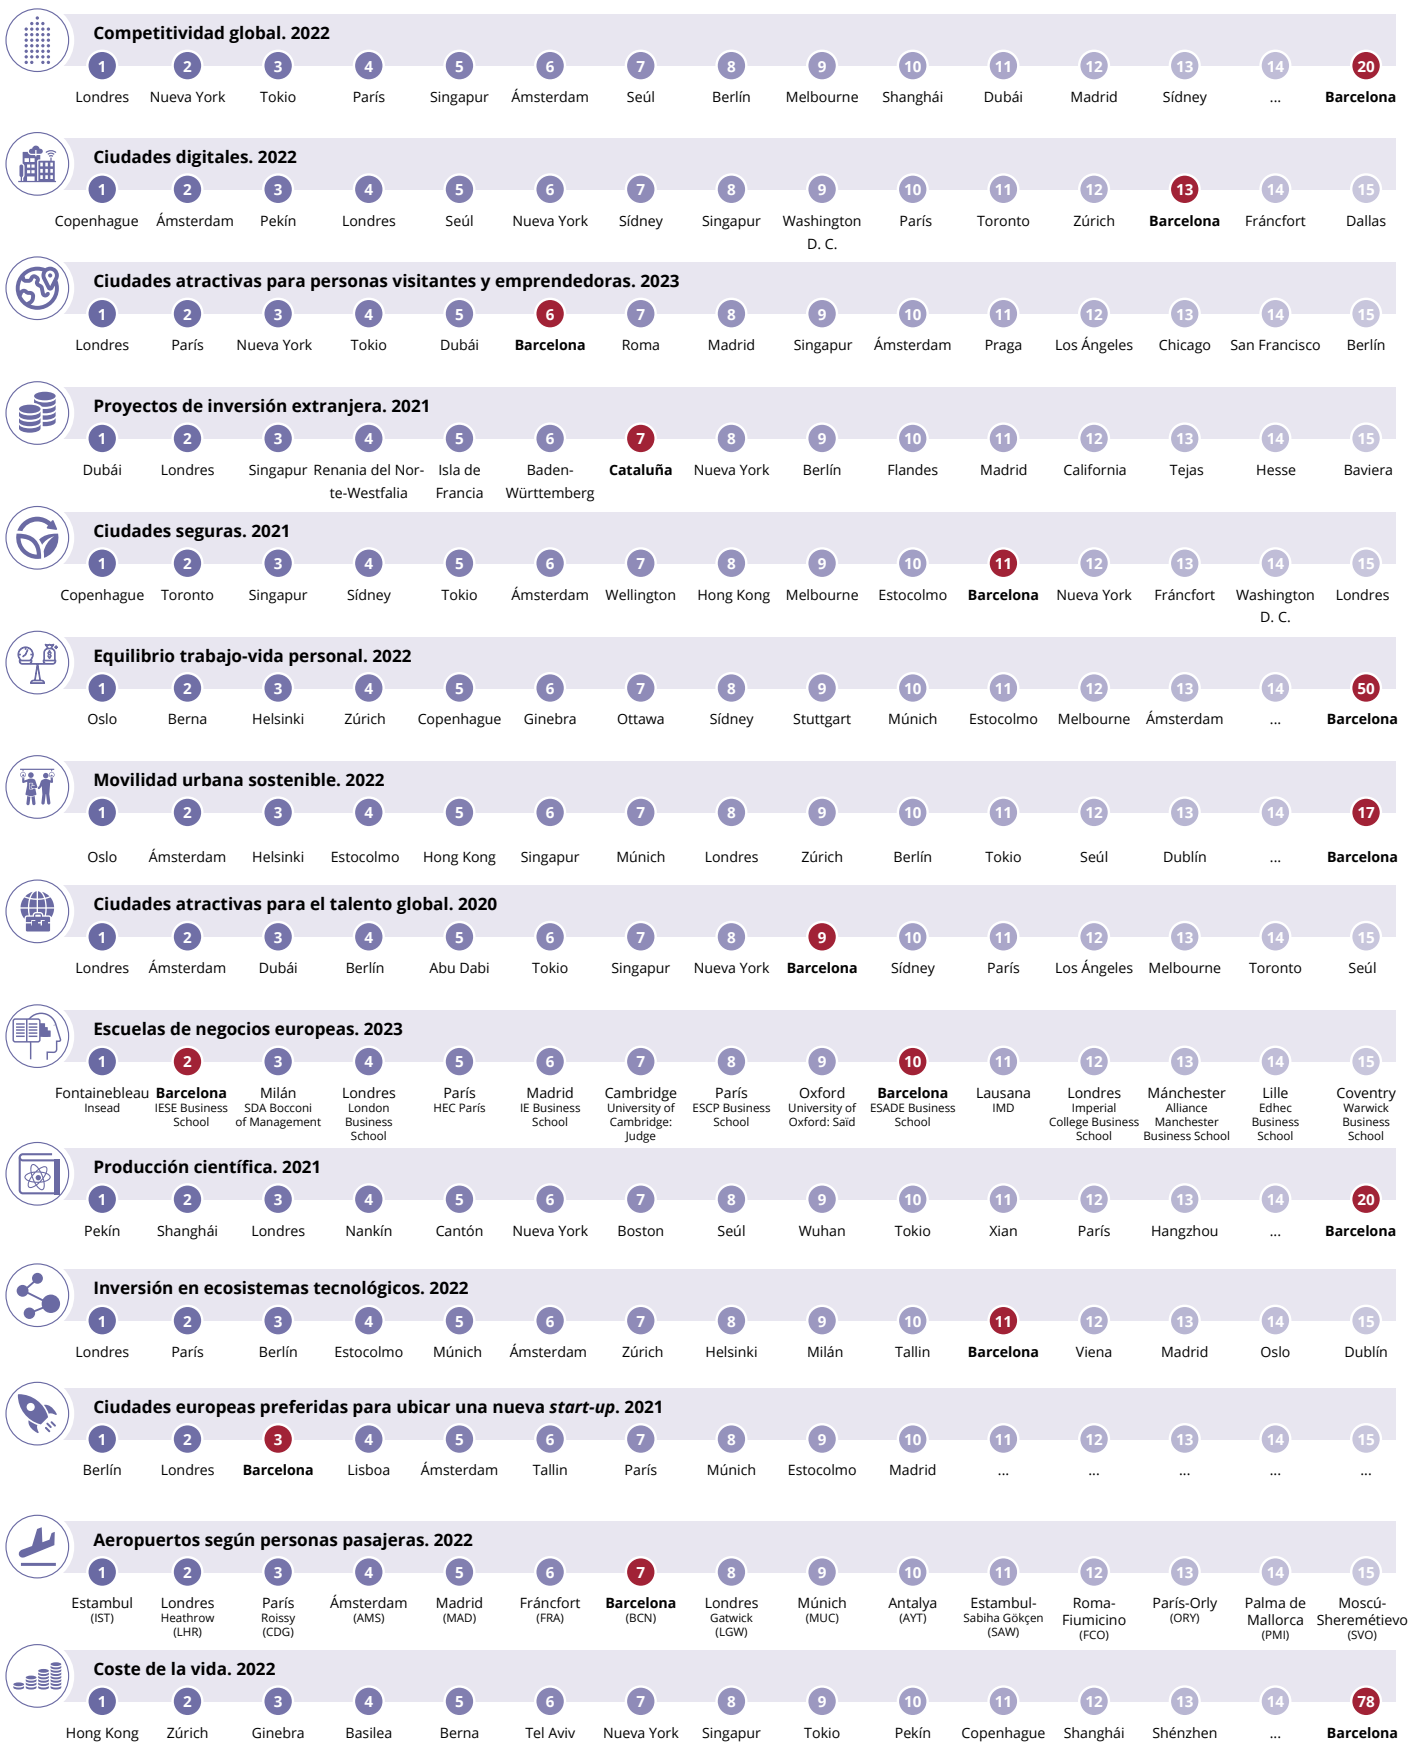 Competitividad global. 2022
1 2 3 4 5 6 7 8 9 10 11 12 13 14 20
Londres Nueva York Tokio París Singapur Ámsterdam Seúl Berlín Melbourne Shanghái Dubái Madrid Sídney ... Barcelona
Ciudades digitales. 2022
1 2 3 4 5 6 7 8 9 10 11 12 13 14 15
Copenhague Ámsterdam Pekín Londres Seúl Nueva York Sídney Singapur Washington París Toronto Zúrich Barcelona Fráncfort Dallas
D. C.
Ciudades atractivas para personas visitantes y emprendedoras. 2023
1 2 3 4 5 6 7 8 9 10 11 12 13 14 15
Londres París Nueva York Tokio Dubái Barcelona Roma Madrid Singapur Ámsterdam Praga Los Ángeles Chicago San Francisco Berlín
Proyectos de inversión extranjera. 2021
1 2 3 4 5 6 7 8 9 10 11 12 13 14 15
Dubái Londres Singapur Renania del Nor- Isla de Baden- Cataluña Nueva York Berlín Flandes Madrid California Tejas Hesse Baviera
te-Westfalia Francia Württemberg
Ciudades seguras. 2021
1 2 3 4 5 6 7 8 9 10 11 12 13 14 15
Copenhague Toronto Singapur Sídney Tokio Ámsterdam Wellington Hong Kong Melbourne Estocolmo Barcelona Nueva York Fráncfort Washington Londres
D. C.
Equilibrio trabajo-vida personal. 2022
1 2 3 4 5 6 7 8 9 10 11 12 13 14 50
Oslo Berna Helsinki Zúrich Copenhague Ginebra Ottawa Sídney Stuttgart Múnich Estocolmo Melbourne Ámsterdam ... Barcelona
Movilidad urbana sostenible. 2022
1 2 3 4 5 6 7 8 9 10 11 12 13 14 17
Oslo Ámsterdam Helsinki Estocolmo Hong Kong Singapur Múnich Londres Zúrich Berlín Tokio Seúl Dublín ... Barcelona
Ciudades atractivas para el talento global. 2020
1 2 3 4 5 6 7 8 9 10 11 12 13 14 15
Londres Ámsterdam Dubái Berlín Abu Dabi Tokio Singapur Nueva York Barcelona Sídney París Los Ángeles Melbourne Toronto Seúl
Escuelas de negocios europeas. 2023
1 2 3 4 5 6 7 8 9 10 11 12 13 14 15
Fontainebleau Barcelona Milán Londres París Madrid Cambridge París Oxford Barcelona Lausana Londres Mánchester Lille Coventry
Insead IESE Business SDA Bocconi London HEC París IE Business University of ESCP Business University of ESADE Business IMD Imperial Alliance Edhec Warwick
School of Management Business School Cambridge: School Oxford: Saïd School College Business Manchester Business Business
School Judge School Business School School School
Producción científica. 2021
1 2 3 4 5 6 7 8 9 10 11 12 13 14 20
Pekín Shanghái Londres Nankín Cantón Nueva York Boston Seúl Wuhan Tokio Xian París Hangzhou ... Barcelona
Inversión en ecosistemas tecnológicos. 2022
1 2 3 4 5 6 7 8 9 10 11 12 13 14 15
Londres París Berlín Estocolmo Múnich Ámsterdam Zúrich Helsinki Milán Tallin Barcelona Viena Madrid Oslo Dublín
Ciudades europeas preferidas para ubicar una nueva start-up. 2021
1 2 3 4 5 6 7 8 9 10 11 12 13 14 15
Berlín Londres Barcelona Lisboa Ámsterdam Tallin París Múnich Estocolmo Madrid ... ... ... ... ...
Aeropuertos según personas pasajeras. 2022
1 2 3 4 5 6 7 8 9 10 11 12 13 14 15
Estambul Londres París Ámsterdam Madrid Fráncfort Barcelona Londres Múnich Antalya Estambul- Roma- París-Orly Palma de Moscú-
(IST) Heathrow Roissy (AMS) (MAD) (FRA) (BCN) Gatwick (MUC) (AYT) Sabiha Gökçen Fiumicino (ORY) Mallorca Sheremétievo
(LHR) (CDG) (LGW) (SAW) (FCO) (PMI) (SVO)
Coste de la vida. 2022
1 2 3 4 5 6 7 8 9 10 11 12 13 14 78
Hong Kong Zúrich Ginebra Basilea Berna Tel Aviv Nueva York Singapur Tokio Pekín Copenhague Shanghái Shénzhen ... Barcelona